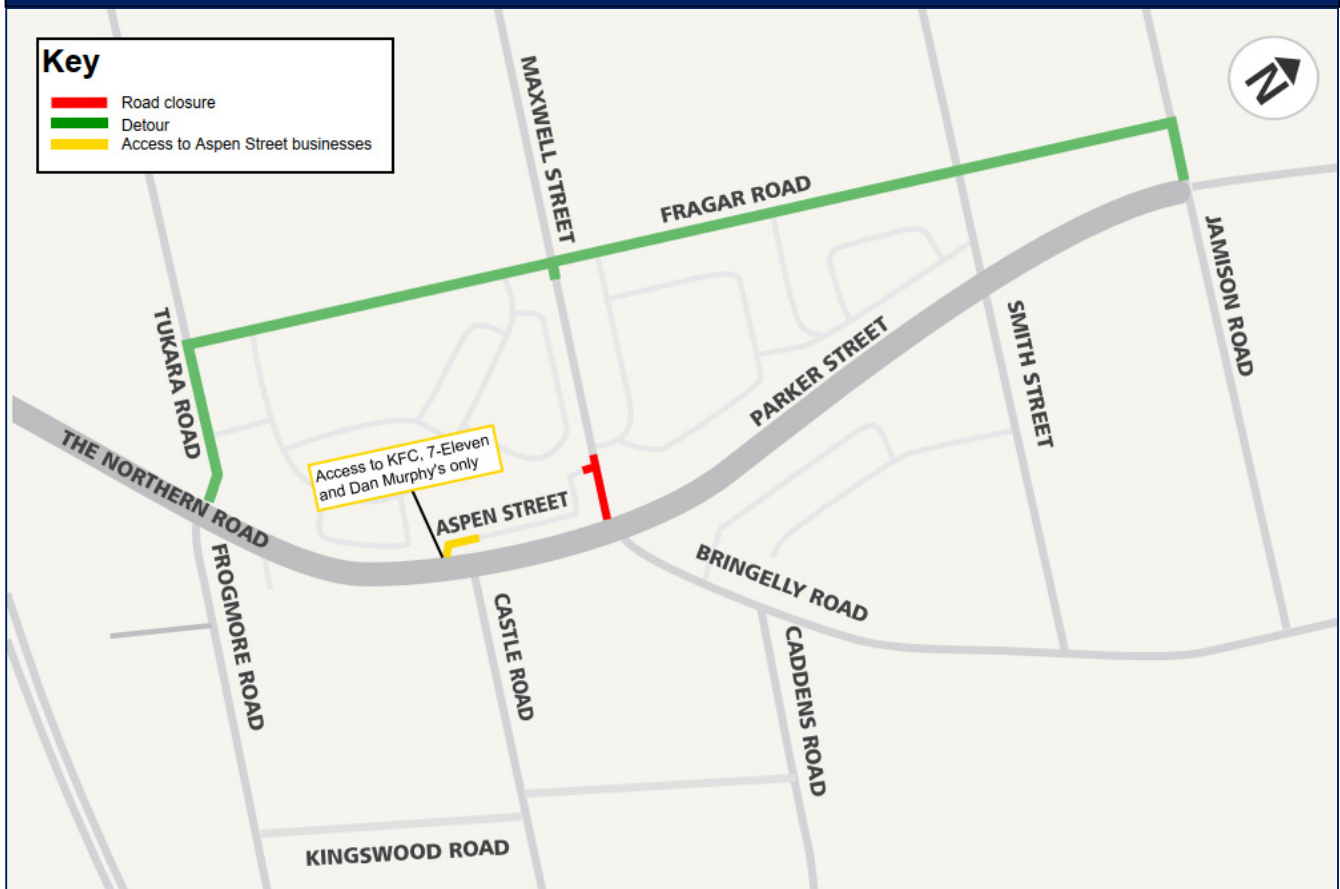 Key
Road closure
Detour
Access to Aspen Street businesses
N
MAXWELL STREET
FRAGAR ROAD
TUKARA ROAD
JAMISON ROAD
SMITH STREET
PARKER STREET
THE NORTHERN ROAD
Access to KFC, 7-Eleven
and Dan Murphy's only
ASPEN STREET
BRINGELLY ROAD
FROGMORE ROAD
CASTLE ROAD
CADDENS ROAD
KINGSWOOD ROAD